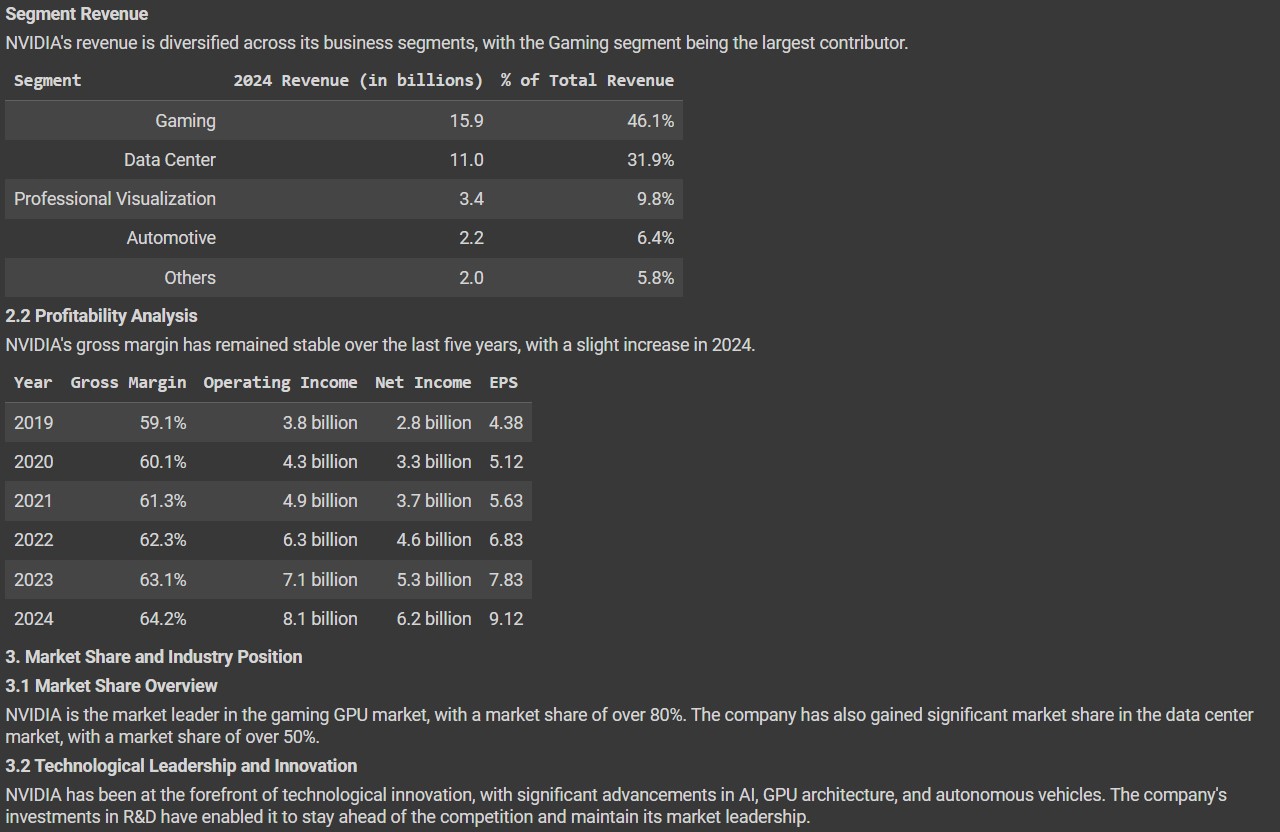 Segment Revenue
NVIDIA's revenue is diversified across its business segments, with the Gaming segment being the largest contributor.
Segment 2024 Revenue (in billions) % of Total Revenue
Gaming 15.9 46.1%
Data Center 11.0 31.9%
Professional Visualization 3.4 9.8%
Automotive 2.2 6.4%
Others 2.0 5.8%
2.2 Profitability Analysis
NVIDIA's gross margin has remained stable over the last five years, with a slight increase in 2024.
Year Gross Margin Operating Income Net Income EPS
2019 59.1% 3.8 billion 2.8 billion 4.38
2020 60.1% 4.3 billion 3.3 billion 5.12
2021 61.3% 4.9 billion 3.7 billion 5.63
2022 62.3% 6.3 billion 4.6 billion 6.83
2023 63.1% 7.1 billion 5.3 billion 7.83
2024 64.2% 8.1 billion 6.2 billion 9.12
3. Market Share and Industry Position
3.1 Market Share Overview
NVIDIA is the market leader in the gaming GPU market, with a market share of over 80%. The company has also gained significant market share in the data center
market, with a market share of over 50%.
3.2 Technological Leadership and Innovation
NVIDIA has been at the forefront of technological innovation, with significant advancements in AI, GPU architecture, and autonomous vehicles. The company's
investments in R&D have enabled it to stay ahead of the competition and maintain its market leadership.